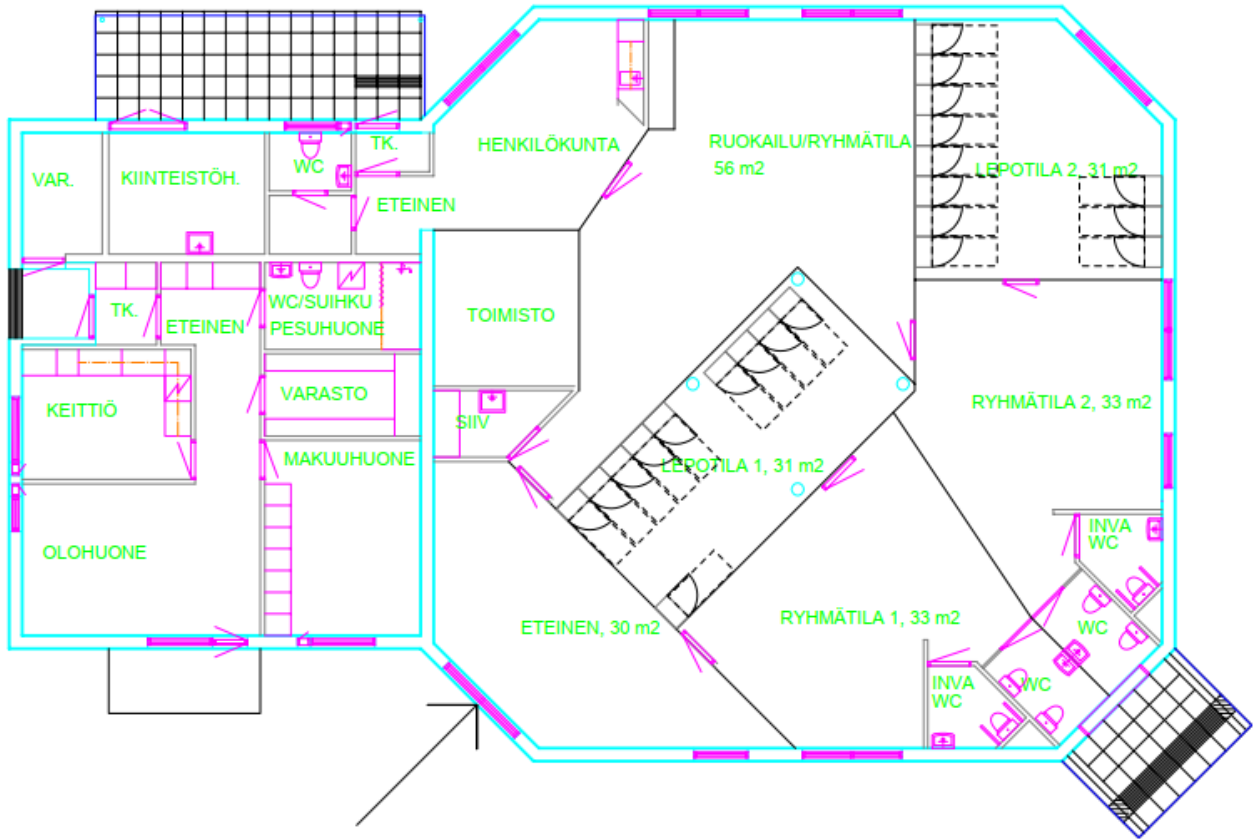 HENKILÖKUNTA
RUOKAILU/RYHMÄTILA
56 m2
LEPOTILA 2, 31 m2
VAR.
KIINTEISTÖH.
WC
TK.
ETEINEN
TK.
ETEINEN
WC/SUIHKU
PESUHUONE
TOIMISTO
KEITTIÖ
VARASTO
SIIV
RYHMÄTILA 2, 33 m2
MAKUUHUONE
LEPOTILA 1, 31 m2
OLOHUONE
INVA
WC
ETEINEN, 30 m2
RYHMÄTILA 1, 33 m2
WC
INVA
WC
WC